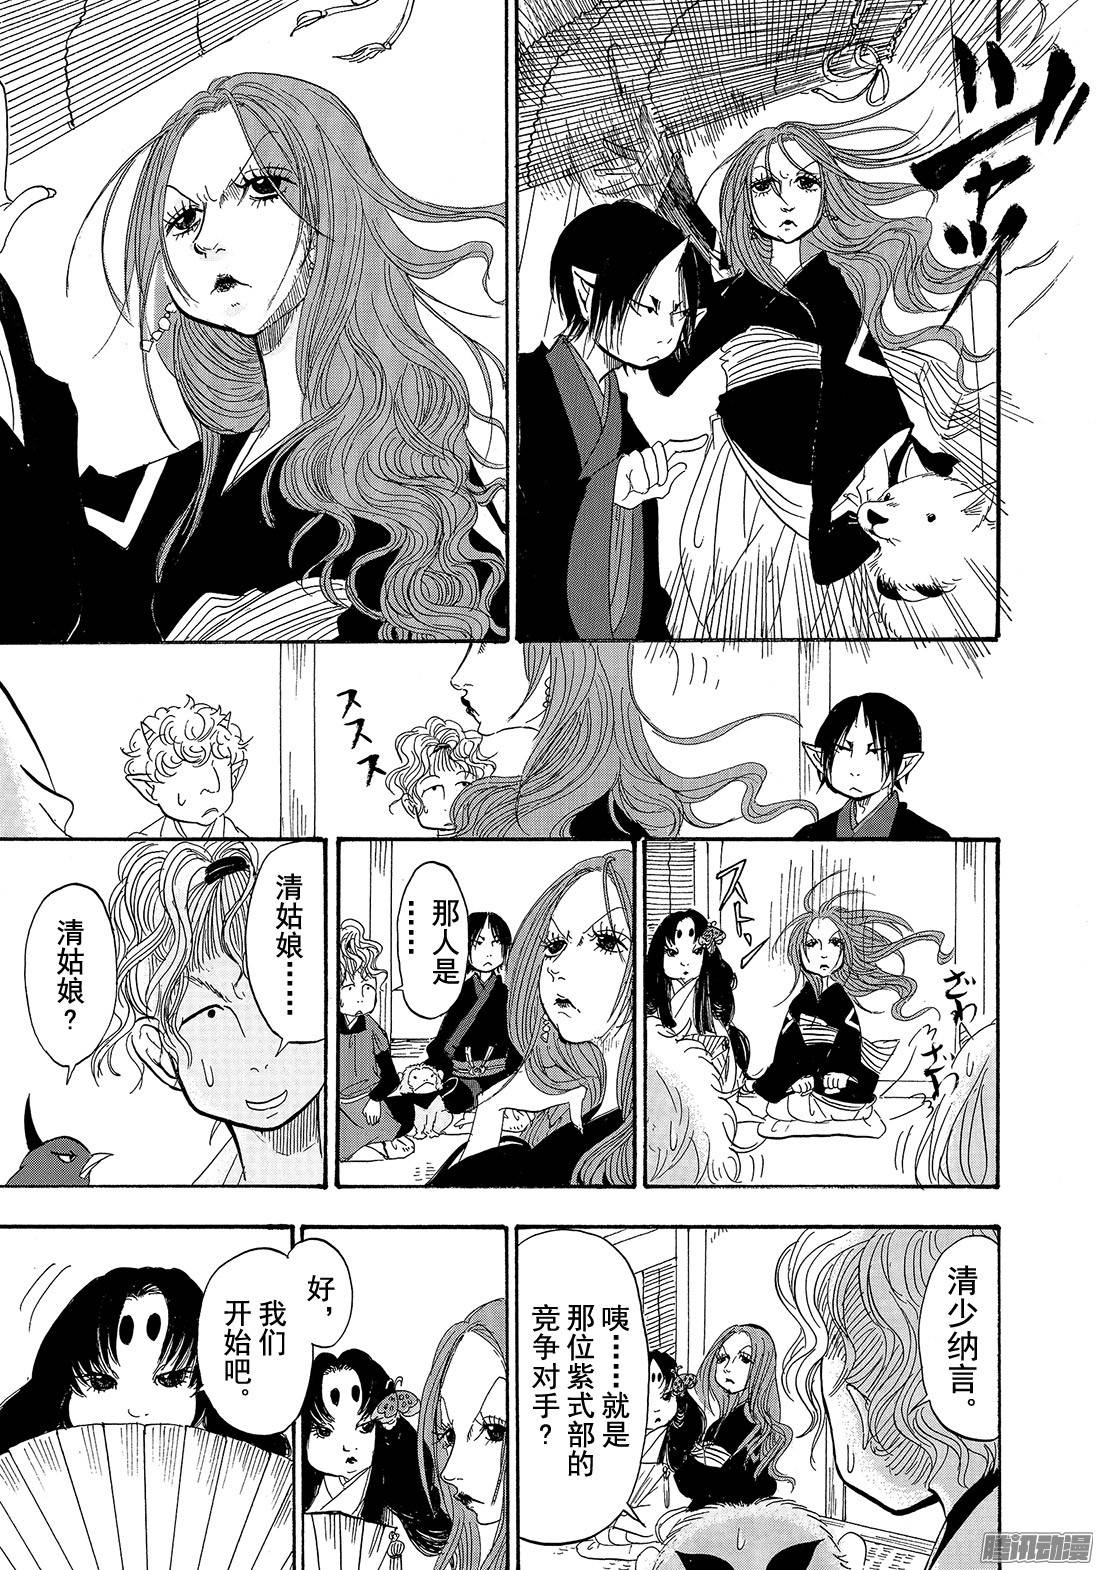 ジャッ
ススス
ストン
ざわ
ざわ
那人是
……
清姑娘……
清姑娘？
清少纳言。
咦……就是
那位紫式部的
竞争对手？
好，
我们
开始吧。
腾讯动漫